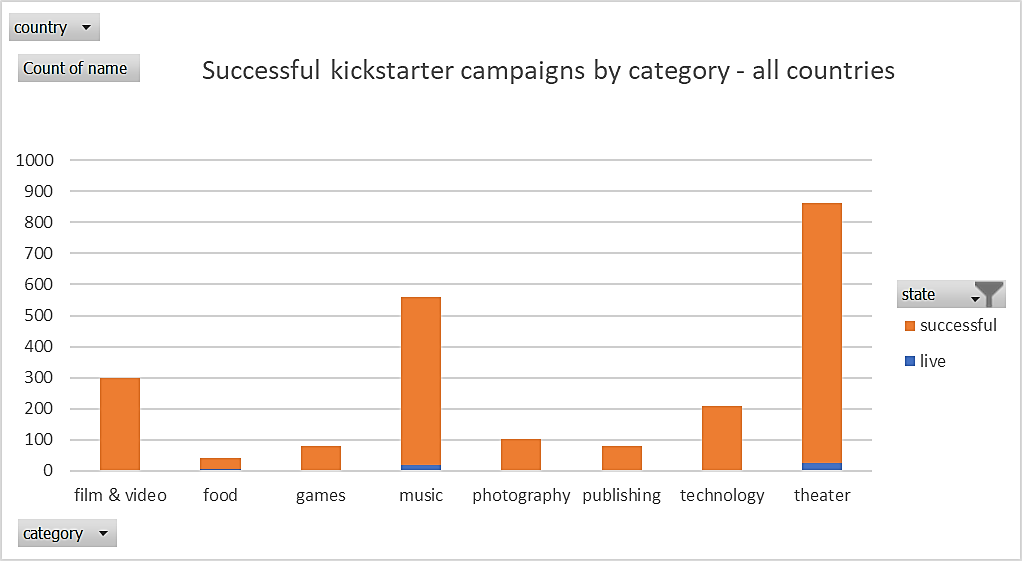 country
Count of name
Successful kickstarter campaigns by category - all countries
1000
900
800
700
600
500
400
300
200
100
0
film & video food games music photography publishing technology theater
state
successful
live
category